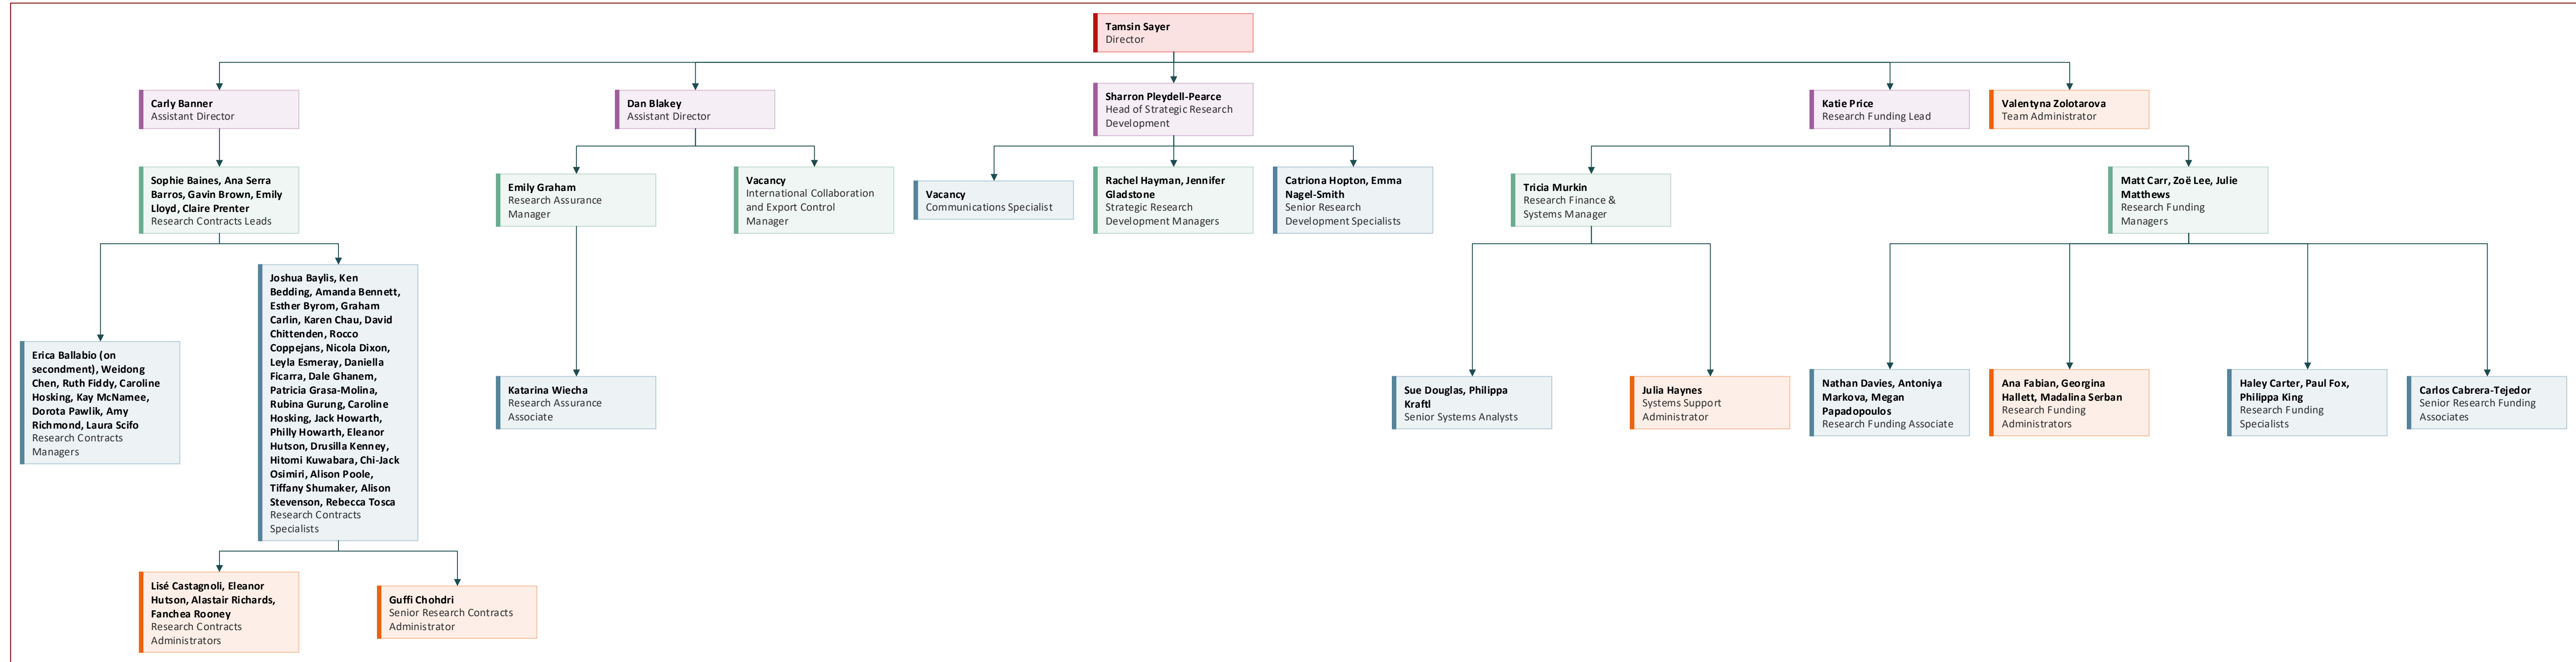 Tamsin Sayer
Director
Carly Banner
Assistant Director
Dan Blakey
Assistant Director
Sharron Pleydell-Pearce
Head of Strategic Research
Development
Katie Price
Research Funding Lead
Valentyna Zolotarova
Team Administrator
Sophie Baines, Ana Serra
Barros, Gavin Brown, Emily
Lloyd, Claire Prenter
Research Contracts Leads
Emily Graham
Research Assurance
Manager
Vacancy
International Collaboration
and Export Control
Manager
Vacancy
Communications Specialist
Rachel Hayman, Jennifer
Gladstone
Strategic Research
Development Managers
Catriona Hopton, Emma
Nagel-Smith
Senior Research
Development Specialists
Tricia Murkin
Research Finance &
Systems Manager
Matt Carr, Zoë Lee, Julie
Matthews
Research Funding
Managers
Erica Ballabio (on
secondment), Weidong
Chen, Ruth Fiddy, Caroline
Hosking, Kay McNamee,
Dorota Pawlik, Amy
Richmond, Laura Scifo
Research Contracts
Managers
Joshua Baylis, Ken
Bedding, Amanda Bennett,
Esther Byrom, Graham
Carlin, Karen Chau, David
Chittenden, Rocco
Coppejans, Nicola Dixon,
Leyla Esmeray, Daniella
Ficarra, Dale Ghanem,
Patricia Grasa-Molina,
Rubina Gurung, Caroline
Hosking, Jack Howarth,
Philly Howarth, Eleanor
Hutson, Drusilla Kenney,
Hitomi Kuwabara, Chi-Jack
Osimiri, Alison Poole,
Tiffany Shumaker, Alison
Stevenson, Rebecca Tosca
Research Contracts
Specialists
Katarina Wiecha
Research Assurance
Associate
Sue Douglas, Philippa
Kraftl
Senior Systems Analysts
Julia Haynes
Systems Support
Administrator
Nathan Davies, Antoniya
Markova, Megan
Papadopoulos
Research Funding Associate
Ana Fabian, Georgina
Hallett, Madalina Serban
Research Funding
Administrators
Haley Carter, Paul Fox,
Philippa King
Research Funding
Specialists
Carlos Cabrera-Tejedor
Senior Research Funding
Associates
Lisé Castagnoli, Eleanor
Hutson, Alastair Richards,
Fanchea Rooney
Research Contracts
Administrators
Guffi Chohdri
Senior Research Contracts
Administrator